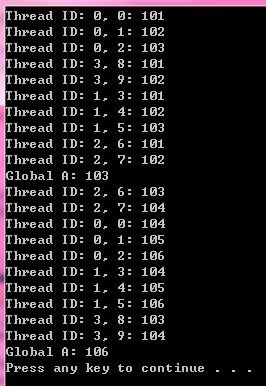 Thread ID: 0, 0: 101
Thread ID: 0, 1: 102
Thread ID: 0, 2: 103
Thread ID: 3, 8: 101
Thread ID: 3, 9: 102
Thread ID: 1, 3: 101
Thread ID: 1, 4: 102
Thread ID: 1, 5: 103
Thread ID: 2, 6: 101
Thread ID: 2, 7: 102
Global A: 103
Thread ID: 2, 6: 103
Thread ID: 2, 7: 104
Thread ID: 0, 0: 104
Thread ID: 0, 1: 105
Thread ID: 0, 2: 106
Thread ID: 1, 3: 104
Thread ID: 1, 4: 105
Thread ID: 1, 5: 106
Thread ID: 3, 8: 103
Thread ID: 3, 9: 104
Global A: 106
Press any key to continue . . .